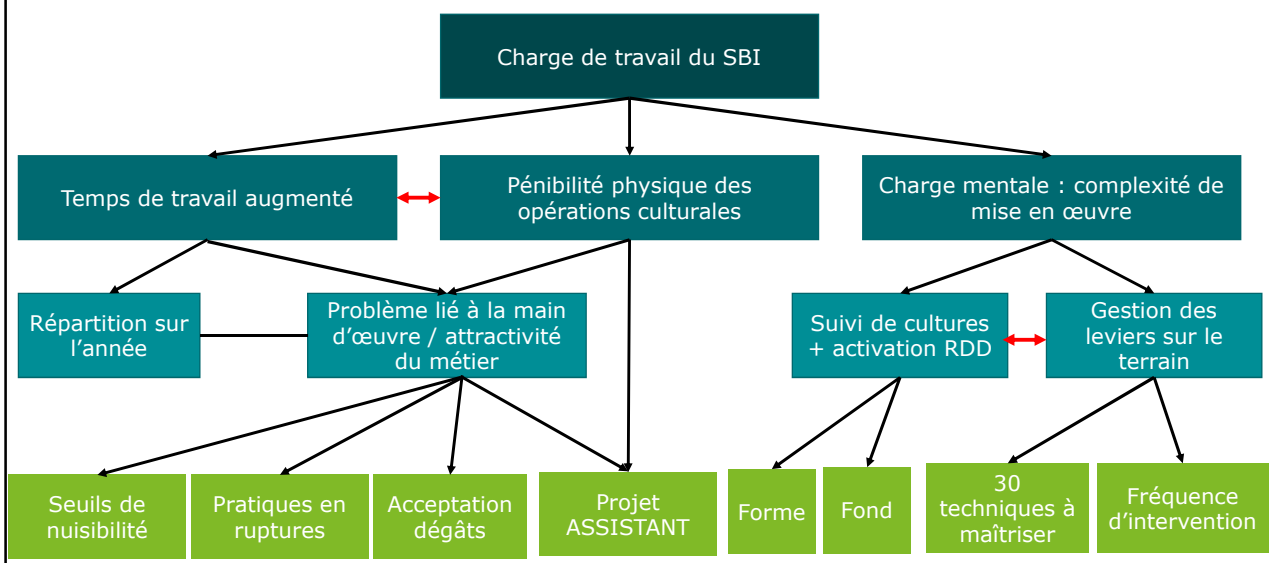 Charge de travail du SBI
Temps de travail augmenté
Pénibilité physique des
opérations culturales
Charge mentale : complexité de
mise en œuvre
Répartition sur
l’année
Problème lié à la main
d’œuvre / attractivité
du métier
Suivi de cultures
+ activation RDD
Gestion des
leviers sur le
terrain
Seuils de
nuisibilité
Pratiques en
ruptures
Acceptation
dégâts
Projet
ASSISTANT
Forme
Fond
30
techniques à
maîtriser
Fréquence
d’intervention